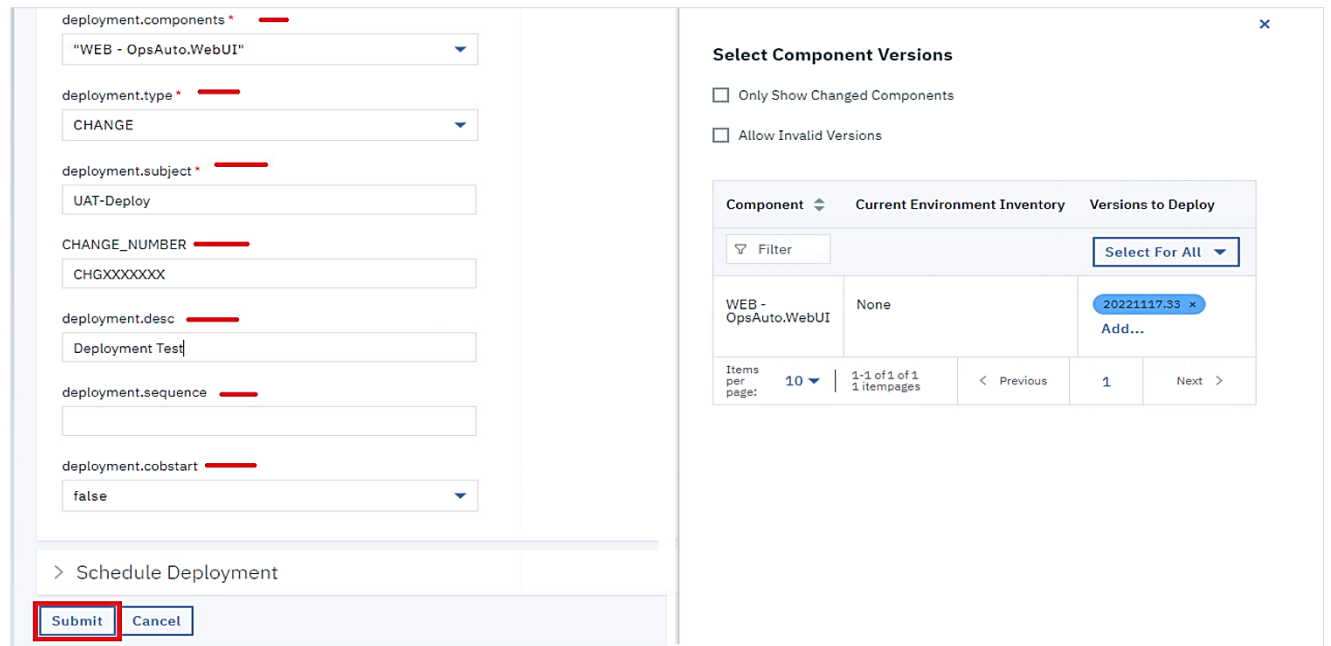 deployment.components *
"WEB - OpsAuto.WebUI"
deployment.type *
CHANGE
deployment.subject *
UAT-Deploy
CHANGE_NUMBER
CHGXXXXXXX
deployment.desc
Deployment Test
deployment.sequence
deployment.cobstart
false
Schedule Deployment
Submit
Cancel
×
Select Component Versions
Only Show Changed Components
Allow Invalid Versions
Component
Current Environment Inventory
Versions to Deploy
Filter
Select For All
WEB -
OpsAuto.WebUI
None
20221117.33 ×
Add...
Items
per
page:
10
1-1 of 1 of 1
1 itempages
< Previous
1
Next >